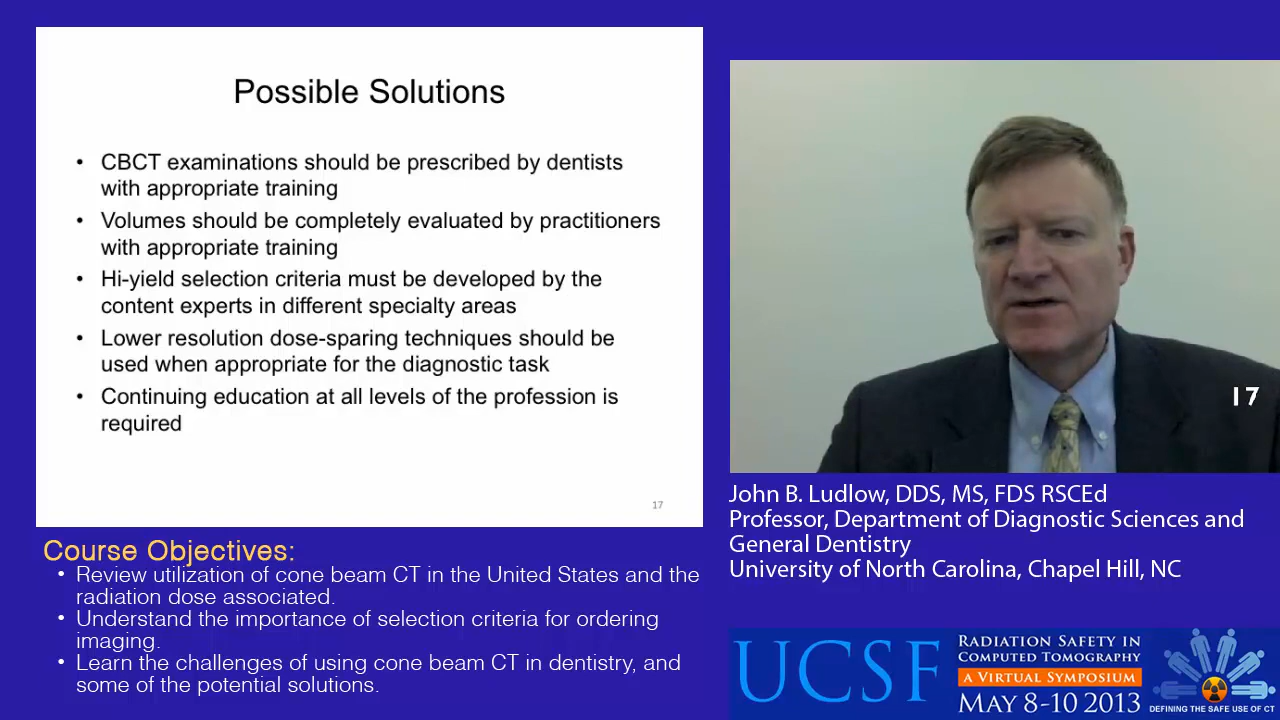 Possible Solutions
• CBCT examinations should be prescribed by dentists
with appropriate training
• Volumes should be completely evaluated by practitioners
with appropriate training
• Hi-yield selection criteria must be developed by the
content experts in different specialty areas
• Lower resolution dose-sparing techniques should be
used when appropriate for the diagnostic task
• Continuing education at all levels of the profession is
required
17
17
Course Objectives:
• Review utilization of cone beam CT in the United States and the
radiation dose associated.
• Understand the importance of selection criteria for ordering
imaging.
• Learn the challenges of using cone beam CT in dentistry, and
some of the potential solutions.
John B. Ludlow, DDS, MS, FDS RSCEd
Professor, Department of Diagnostic Sciences and
General Dentistry
University of North Carolina, Chapel Hill, NC
UCSF
Radiation Safety in
Computed Tomography
A Virtual Symposium
May 8-10 2013
DEFINING THE SAFE USE OF CT